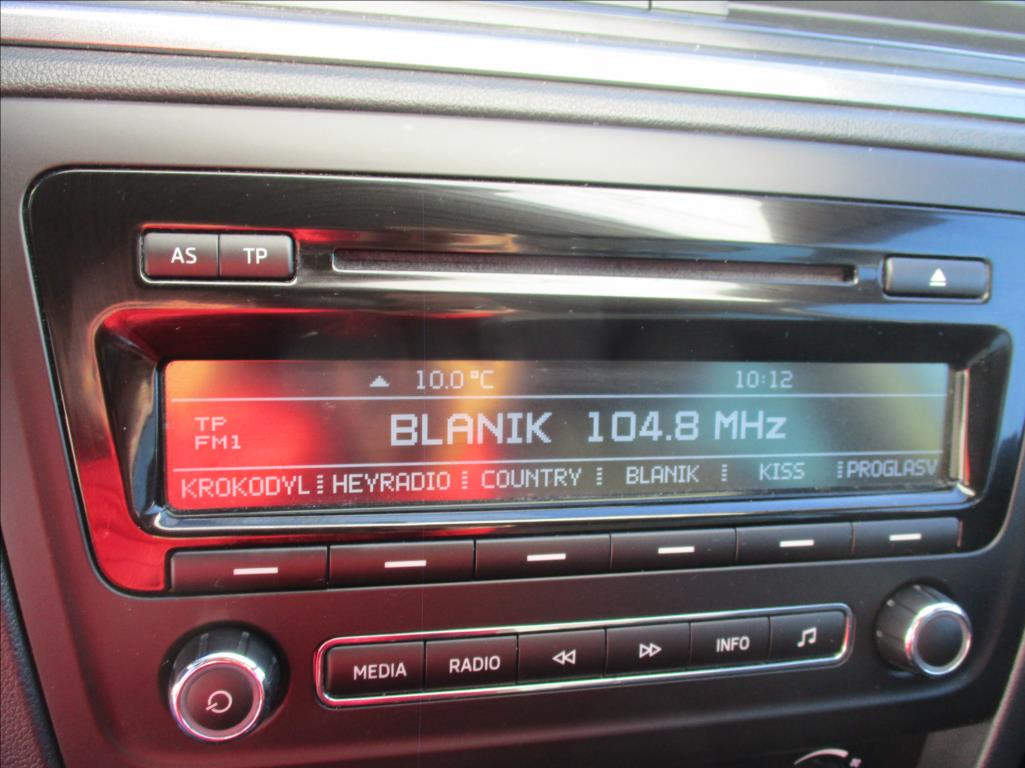 AS TP
10.0 °C 10:12
TP
FM1
BLANIK 104.8 MHz
KROKODYL HEYRADIO COUNTRY BLANIK KISS PROGLASV
MEDIA RADIO INFO